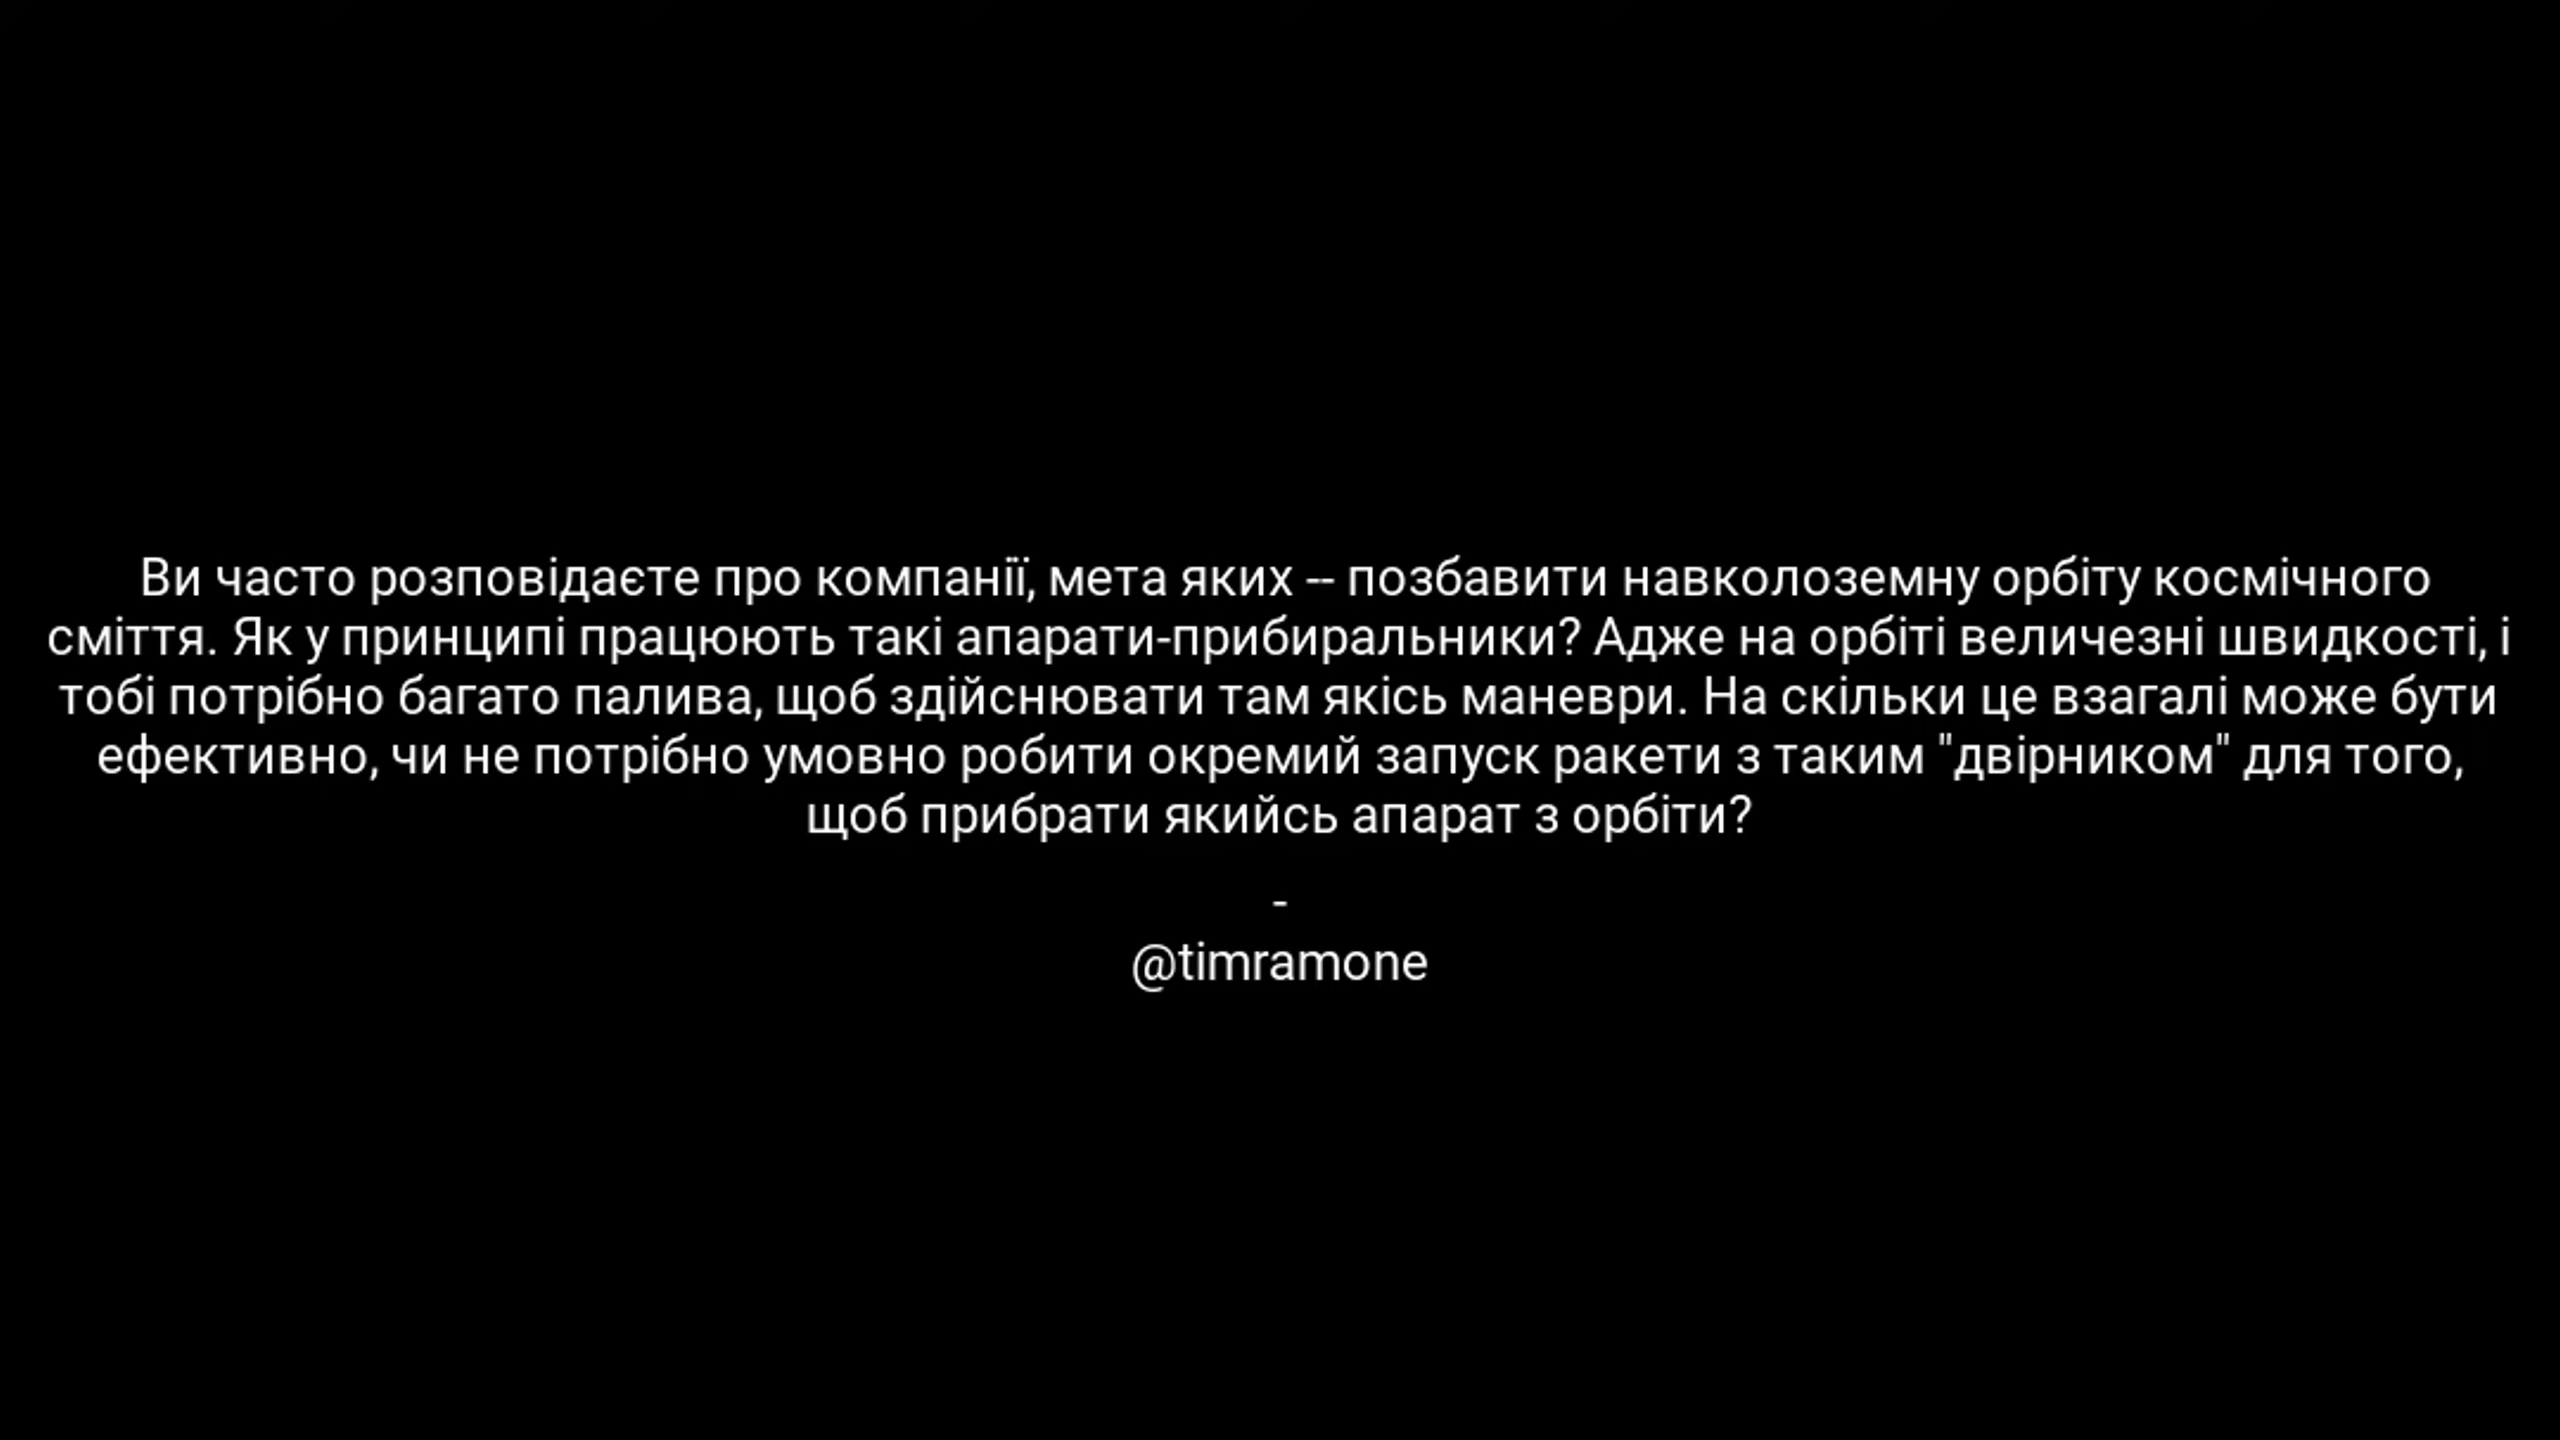 Ви часто розповідаєте про компанії, мета яких -- позбавити навколоземну орбіту космічного
сміття. Як у принципі працюють такі апарати-прибиральники? Адже на орбіті величезні швидкості, і
тобі потрібно багато палива, щоб здійснювати там якісь маневри. На скільки це взагалі може бути
ефективно, чи не потрібно умовно робити окремий запуск ракети з таким "двірником" для того,
щоб прибрати якийсь апарат з орбіти?
-
@timramone